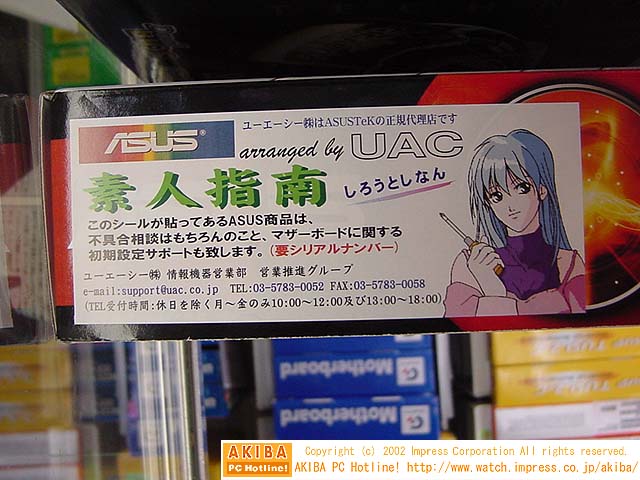 ASUS®
ユーエーシー㈱はASUSTeKの正規代理店です
arranged by UAC
素人指南
しろうとしなん
このシールが貼ってあるASUS商品は、
不具合相談はもちろんのこと、マザーボードに関する
初期設定サポートも致します。(要シリアルナンバー)
ユーエーシー㈱ 情報機器営業部 営業推進グループ
e-mail:support@uac.co.jp TEL:03-5783-0052 FAX:03-5783-0058
(TEL受付時間:休日を除く月～金のみ10:00～12:00及び13:00～18:00)
Motherboard
Motherboard
AKIBA
PC Hotline!
Copyright (c) 2002 Impress Corporation All rights reserved.
AKIBA PC Hotline! http://www.watch.impress.co.jp/akiba/